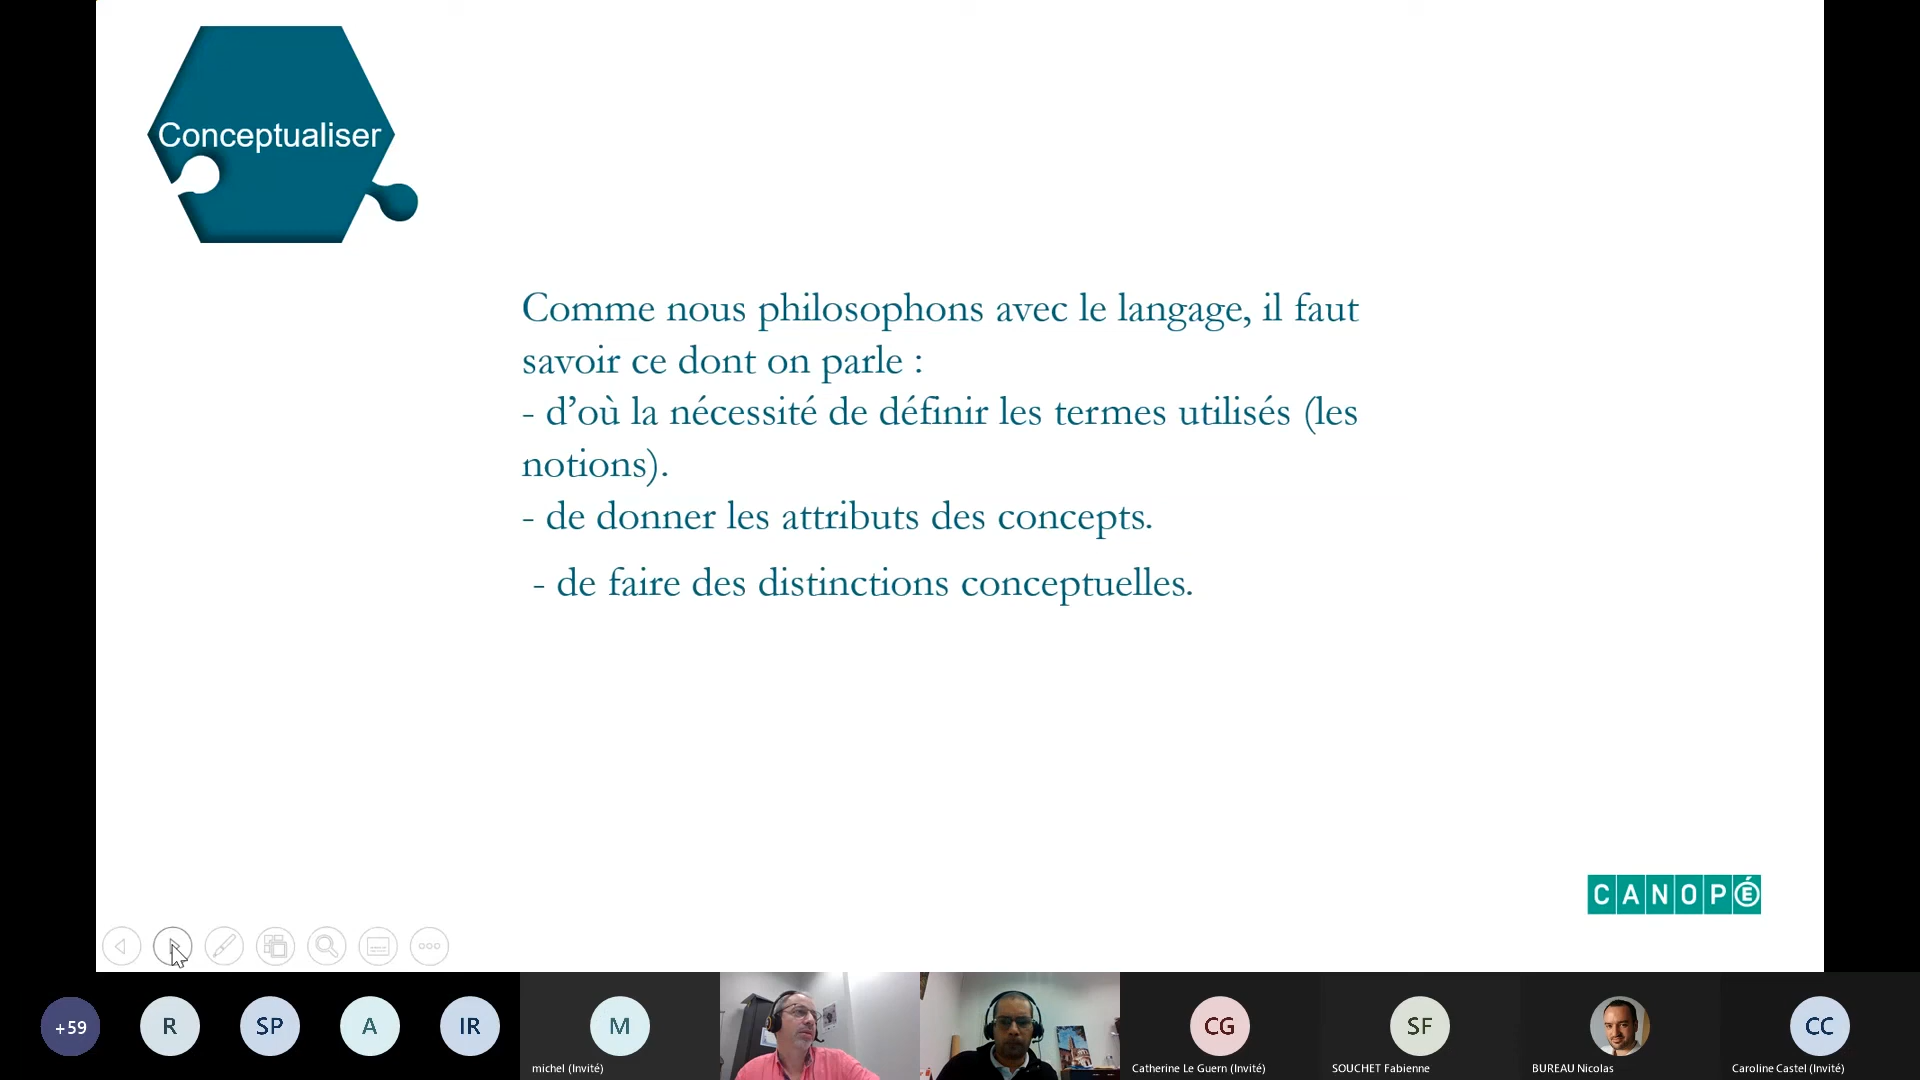 Conceptualiser
Comme nous philosophons avec le langage, il faut
savoir ce dont on parle :
- d’où la nécessité de définir les termes utilisés (les
notions).
- de donner les attributs des concepts.
- de faire des distinctions conceptuelles.
CANOPÉ
+59
R
SP
A
IR
M
michel (Invité)
CG
Catherine Le Guern (Invité)
SF
SOUCHET Fabienne
BUREAU Nicolas
CC
Caroline Castel (Invité)